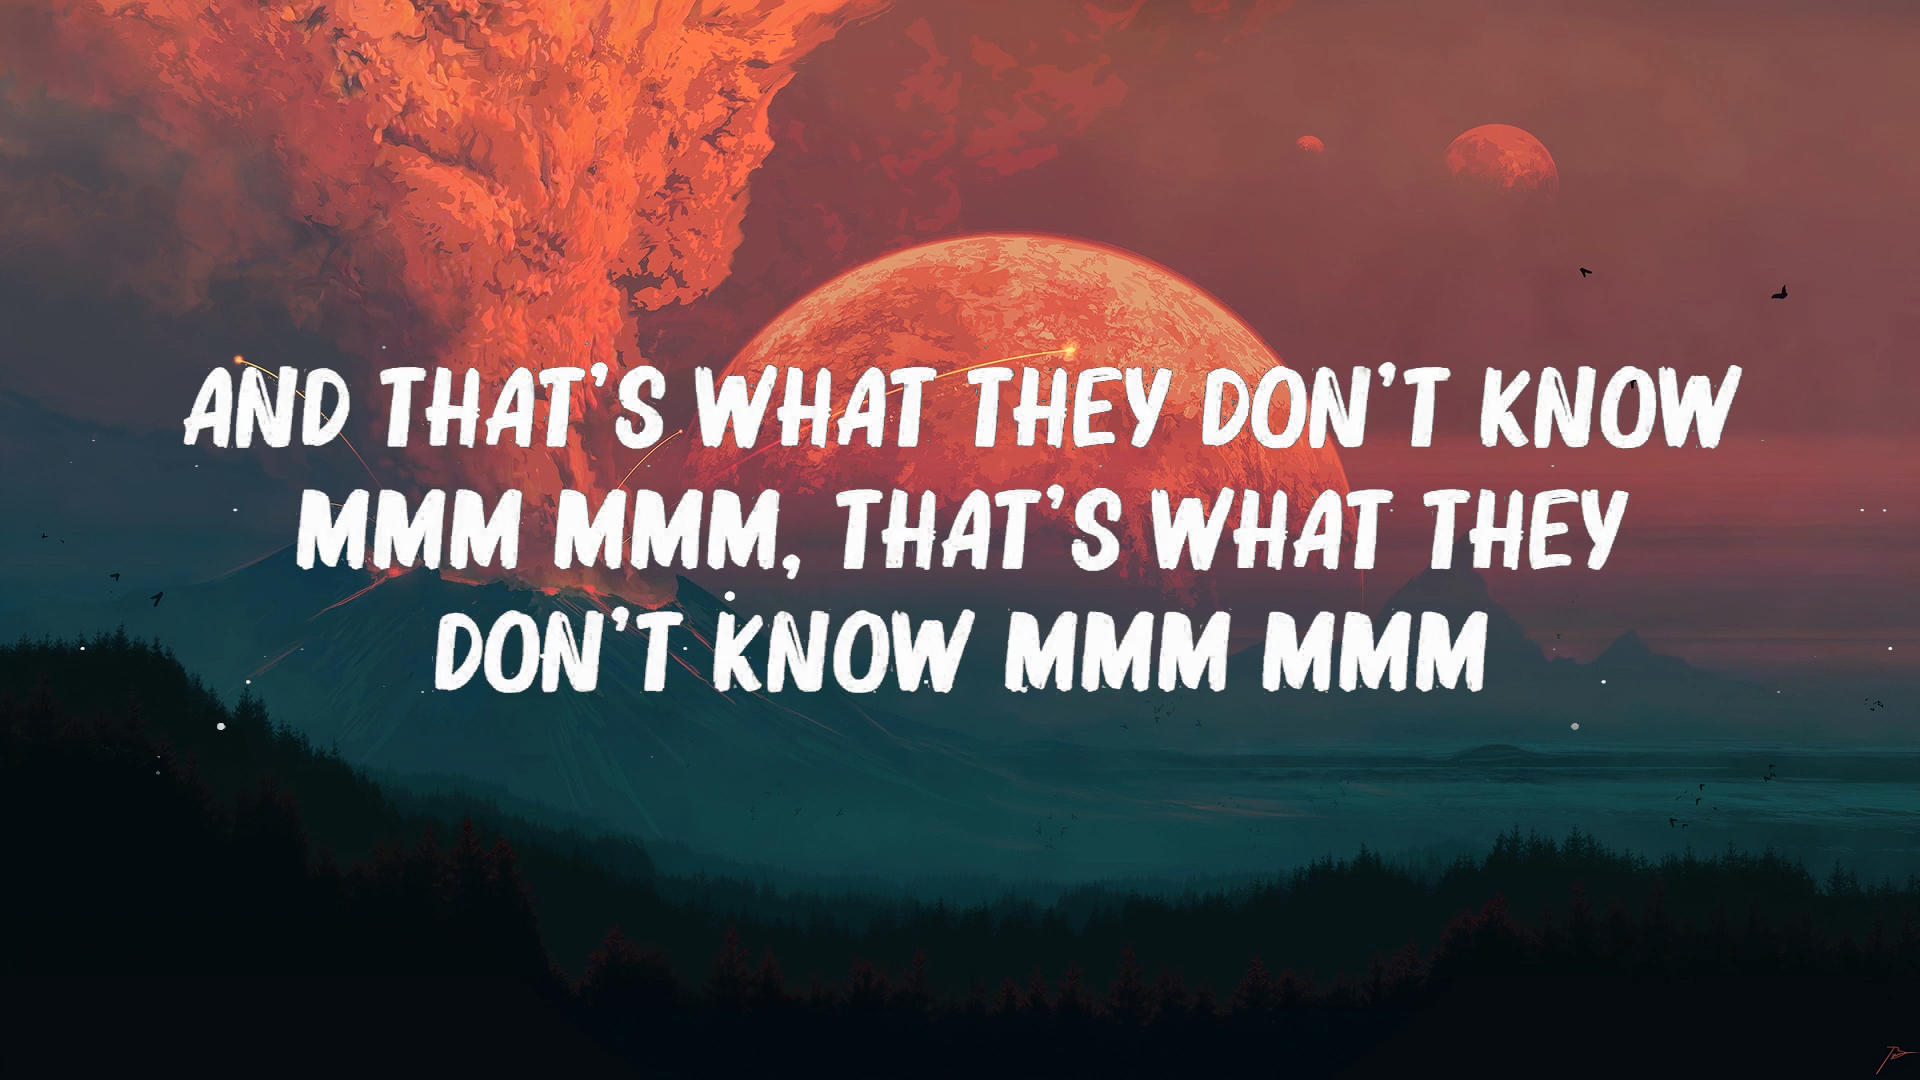 AND THAT'S WHAT THEY DON'T KNOW
MMM MMM, THAT'S WHAT THEY
DON'T KNOW MMM MMM